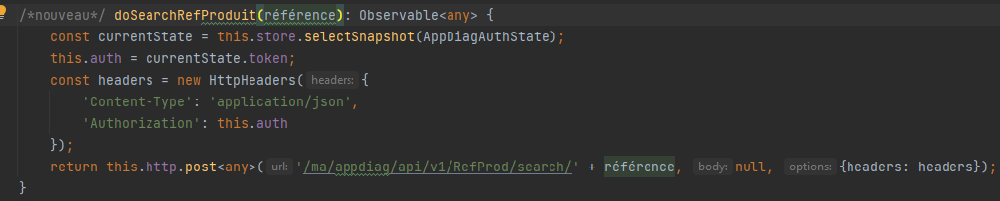 /*nouveau*/ doSearchRefProduit(référence): Observable<any> {
    const currentState = this.store.selectSnapshot(AppDiagAuthState);
    this.auth = currentState.token;
    const headers = new HttpHeaders( headers: {
        'Content-Type': 'application/json',
        'Authorization': this.auth
    });
    return this.http.post<any>( url: '/ma/appdiag/api/v1/RefProd/search/' + référence, body: null, options: {headers: headers});
}